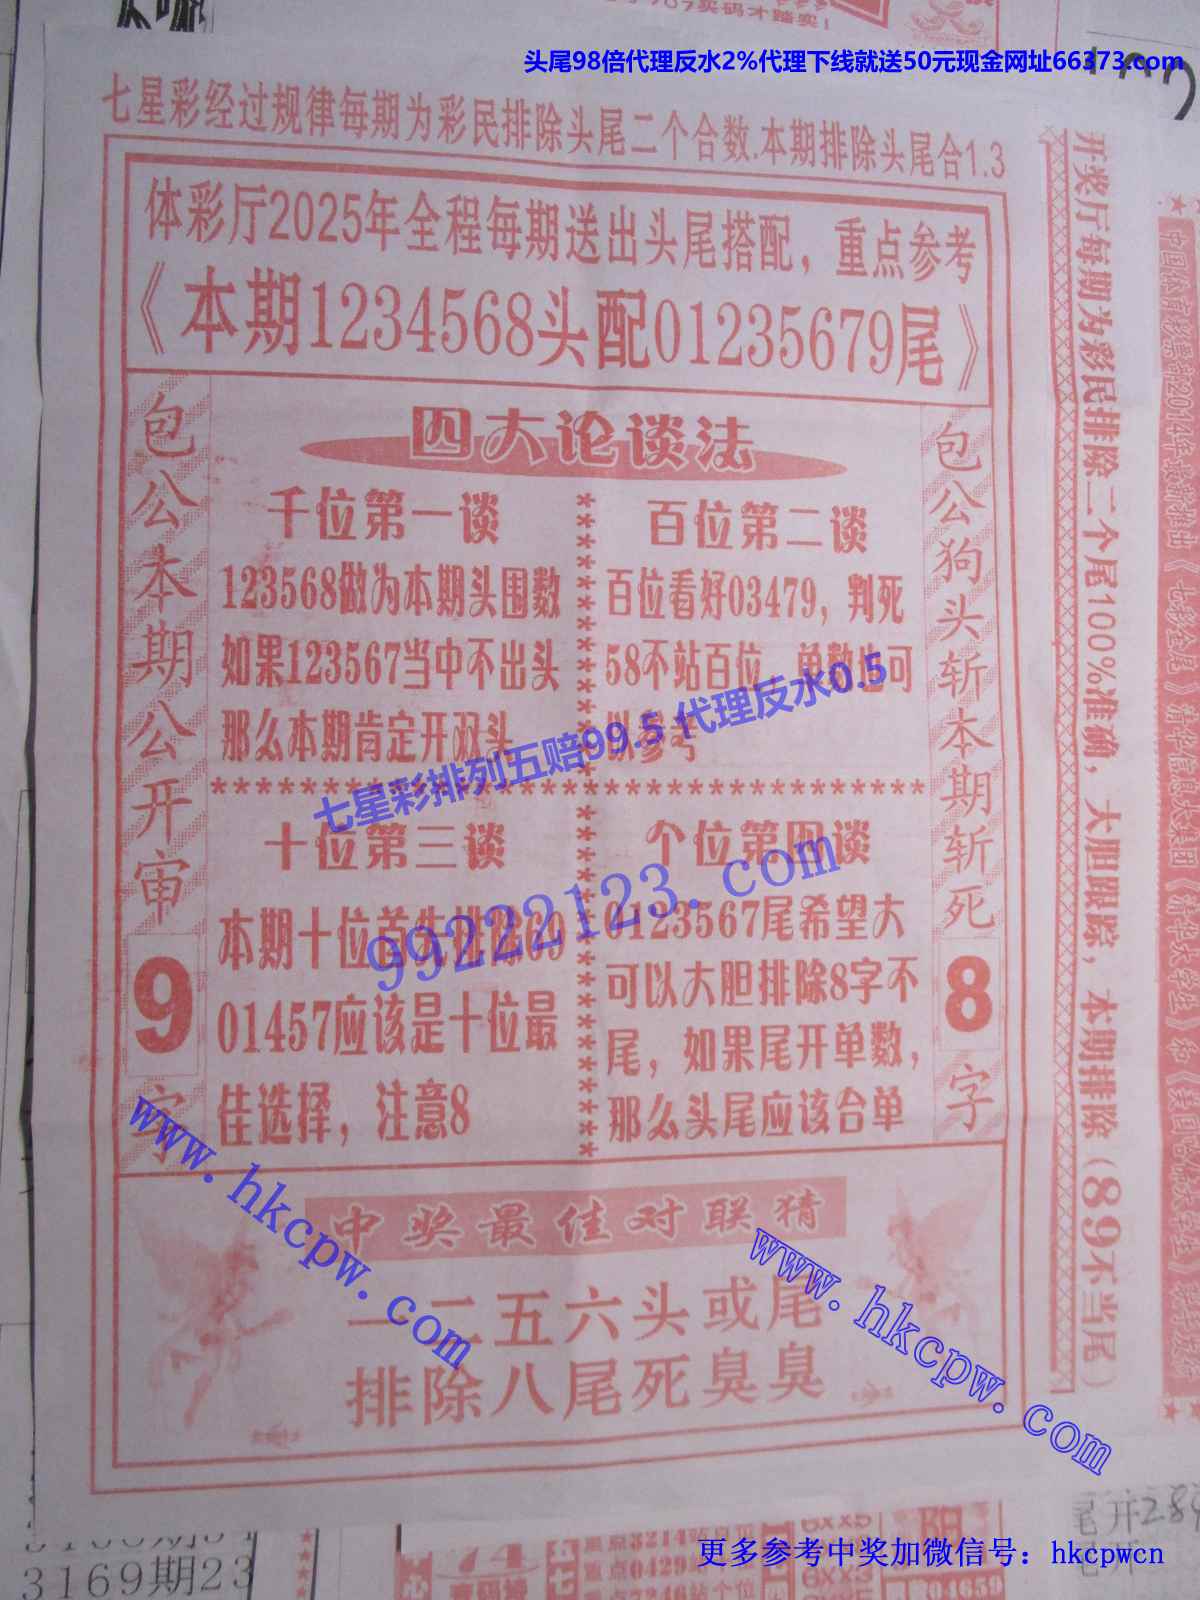 头尾98倍代理反水2%代理下线就送50元现金网址66373.com
七星彩经过规律每期为彩民排除头尾二个合数.本期排除头尾合1.3
体彩厅2025年全程每期送出头尾搭配，重点参考
《本期1234568头配01235679尾》
四大论谈法
包公本期公开审
9
字
千位第一谈
123568做为本期头围数
如果123567当中不出头
那么本期肯定开双头
百位第二谈
百位看好03479，判死
58不站百位，单数也可
纵参考
十位第三谈
本期十位首先排除69
01457应该是十位最
佳选择，注意8
个位第四谈
0123567尾希望大
可以大胆排除8字不
尾，如果尾开单数，
那么头尾应该合单
包公狗头斩本期斩死
8
字
七星彩排列五赔99.5 代理反水0.5
99222123.com
中奖最佳对联猜
一二五六头或尾
排除八尾死臭臭
www.hkcpw.com
www.hkcpw.com
开奖厅每期为彩民排除二个尾100%准确，大胆跟踪，本期排除（89不当尾）
3169期23
更多参考中奖加微信号：hkcpwcn